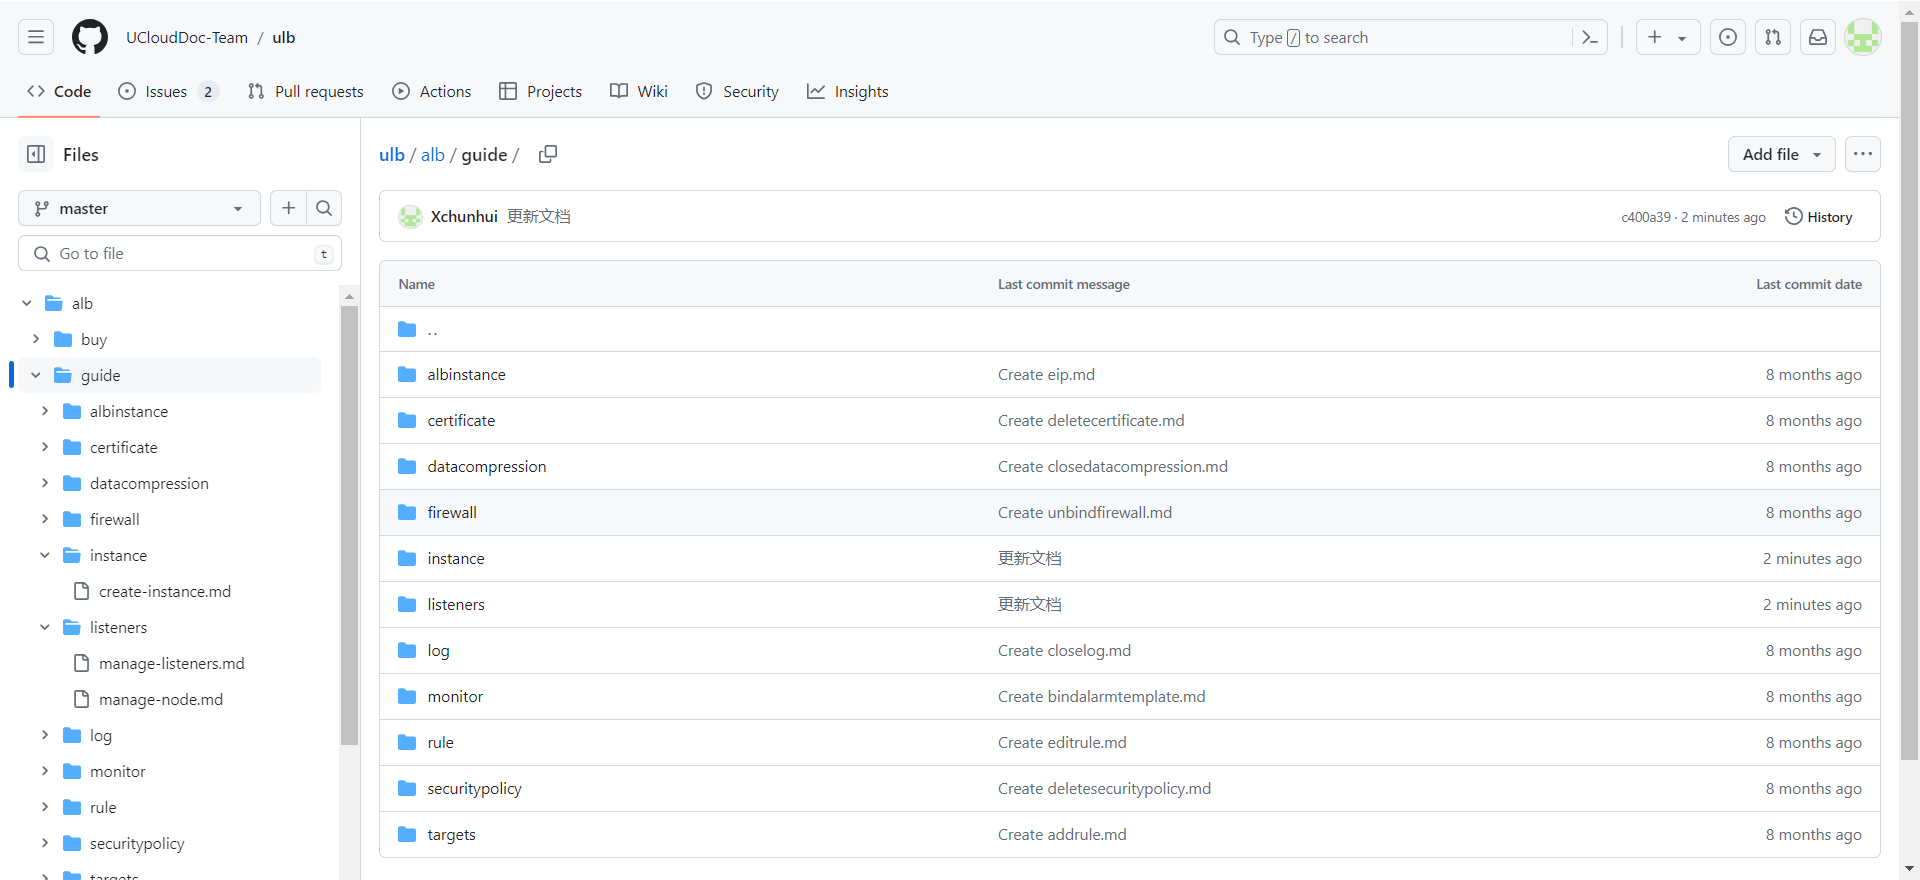 UCloudDoc-Team / ulb
Type / to search
Code
Issues 2
Pull requests
Actions
Projects
Wiki
Security
Insights
Files
master
Go to file
t
alb
buy
guide
albinstance
certificate
datacompression
firewall
instance
create-instance.md
listeners
manage-listeners.md
manage-node.md
log
monitor
rule
securitypolicy
targets
ulb / alb / guide /
Add file
Xchunhui 更新文档
c400a39 · 2 minutes ago
History
Name Last commit message Last commit date
..
albinstance Create eip.md 8 months ago
certificate Create deletecertificate.md 8 months ago
datacompression Create closedatacompression.md 8 months ago
firewall Create unbindfirewall.md 8 months ago
instance 更新文档 2 minutes ago
listeners 更新文档 2 minutes ago
log Create closelog.md 8 months ago
monitor Create bindalarmtemplate.md 8 months ago
rule Create editrule.md 8 months ago
securitypolicy Create deletesecuritypolicy.md 8 months ago
targets Create addrule.md 8 months ago